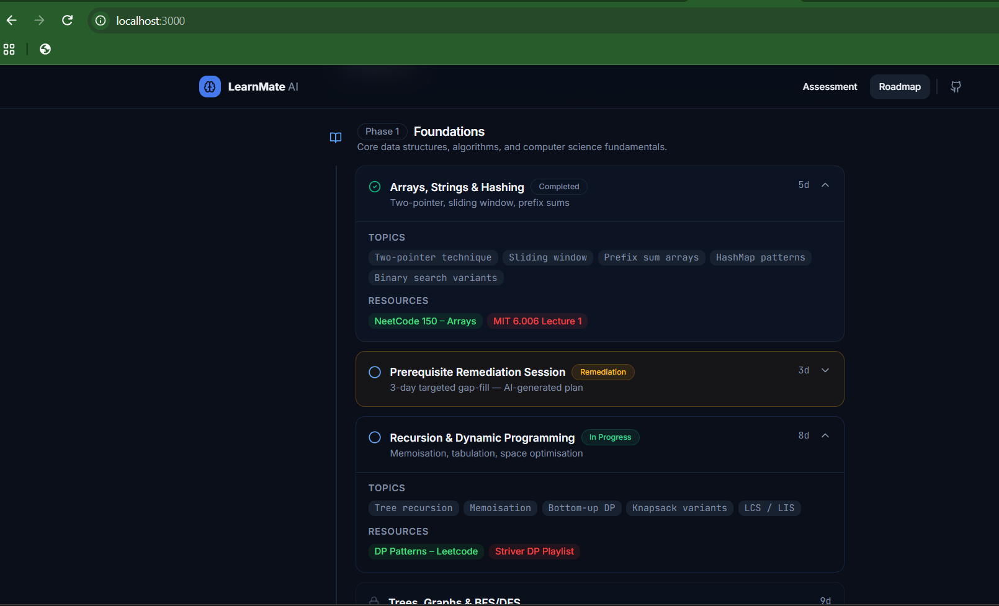 localhost:3000
LearnMate AI
Assessment
Roadmap
Phase 1
Foundations
Core data structures, algorithms, and computer science fundamentals.
Arrays, Strings & Hashing
Completed
5d
Two-pointer, sliding window, prefix sums
TOPICS
Two-pointer technique
Sliding window
Prefix sum arrays
HashMap patterns
Binary search variants
RESOURCES
NeetCode 150 – Arrays
MIT 6.006 Lecture 1
Prerequisite Remediation Session
Remediation
3d
3-day targeted gap-fill — AI-generated plan
Recursion & Dynamic Programming
In Progress
8d
Memoisation, tabulation, space optimisation
TOPICS
Tree recursion
Memoisation
Bottom-up DP
Knapsack variants
LCS / LIS
RESOURCES
DP Patterns – Leetcode
Striver DP Playlist
Trees, Graphs & BFS/DFS
9d